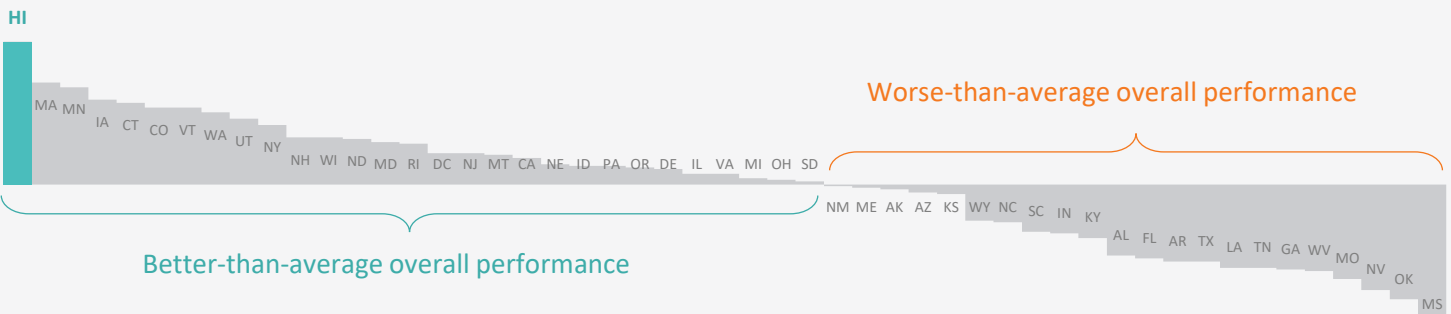 HI
MA MN IA CT CO VT WA UT NY NH WI ND MD RI DC NJ MT CA NE ID PA OR DE IL VA MI OH SD
Worse-than-average overall performance
NM ME AK AZ KS WY NC SC IN KY AL FL AR TX LA TN GA WV MO NV OK MS
Better-than-average overall performance